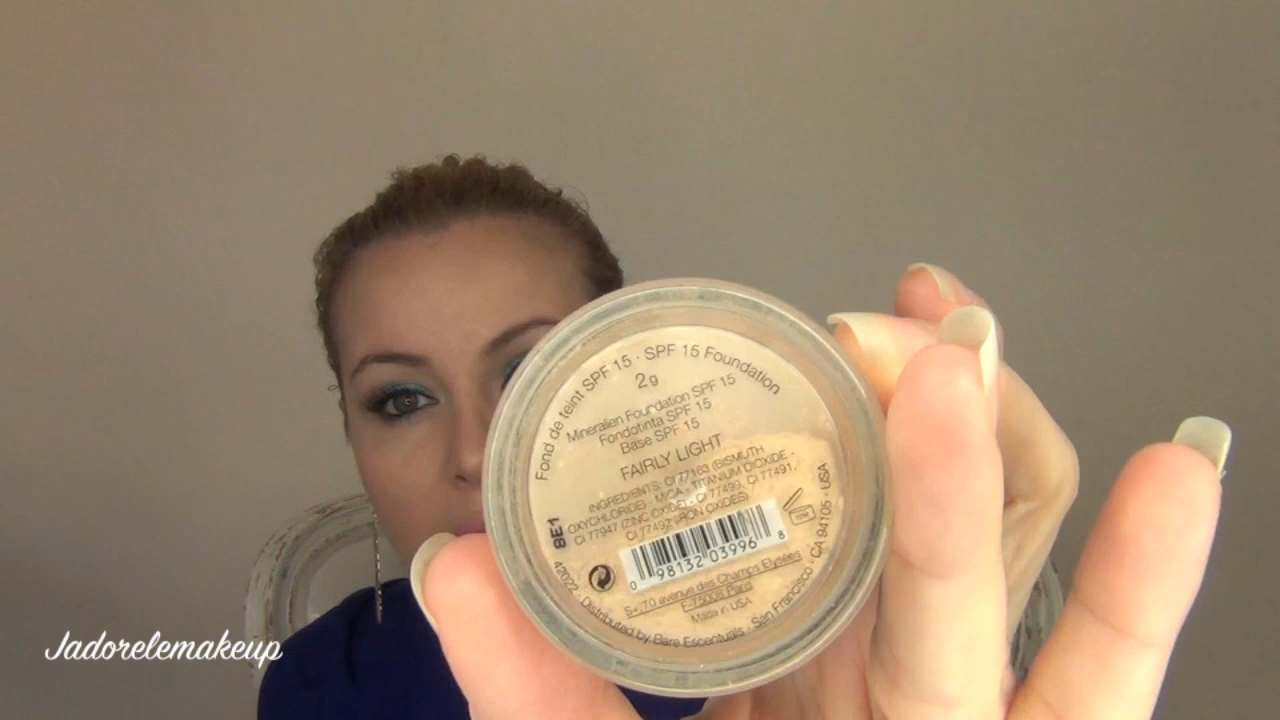 Fond de teint SPF 15 · SPF 15 Foundation
2g
Mineralien Foundation SPF 15
Fondotinta SPF 15
Base SPF 15
FAIRLY LIGHT
INGREDIENTS: CI 77163 (BISMUTH
OXYCHLORIDE) · MICA · TITANIUM DIOXIDE ·
CI 77947 (ZINC OXIDE) · CI 77499, CI 77491,
CI 77492 (IRON OXIDES)
8E1
0 98132 03996 8
S+, 70 avenue des Champs Elysées
F-75008 Paris
Made in USA
42022. Distributed by Bare Escentuals · San Francisco · CA 94105 · USA
Jadorelemakeup